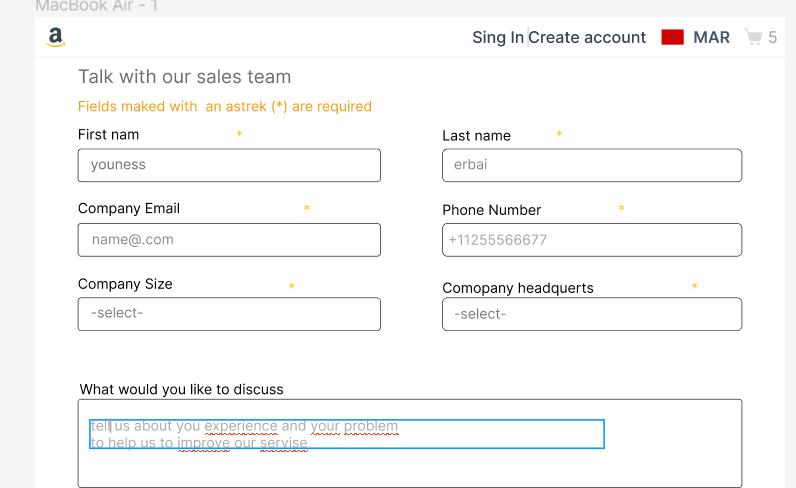 MacBook Air - 1
a
Sing In Create account MAR 5
Talk with our sales team
Fields maked with an astrek (*) are required
First nam *
Last name *
youness
erbai
Company Email *
Phone Number *
name@.com
+11255566677
Company Size *
Comopany headquerts *
-select-
-select-
What would you like to discuss
tell us about you experience and your problem
to help us to improve our servise